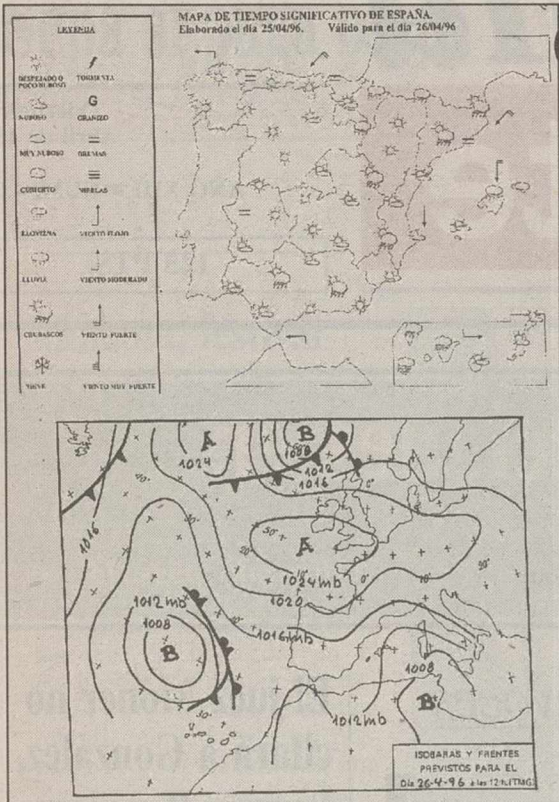 MAPA DE TIEMPO SIGNIFICATIVO DE ESPAÑA.
Elaborado el día 25/04/96. Válido para el día 26/04/96
LEYENDA
DESPEJADO O
POCO NUBOSO
TORMENTA
G
NUBOSO
GRANIZO
MUY NUBOSO
BRUMAS
CUBIERTO
NIEBLAS
LLOVIZNA
VIENTO FLOJO
LLUVIA
VIENTO MODERADO
CHUBASCOS
VIENTO FUERTE
NIEVE
VIENTO MUY FUERTE
A
1024
B
1008
1012
1016
1016
A
1024mb
1020
1012mb
1008
B
1016mb
1008
B
1012mb
ISOBARAS Y FRENTES
PREVISTOS PARA EL
Día 26-4-96 a las 12h.(TMG)